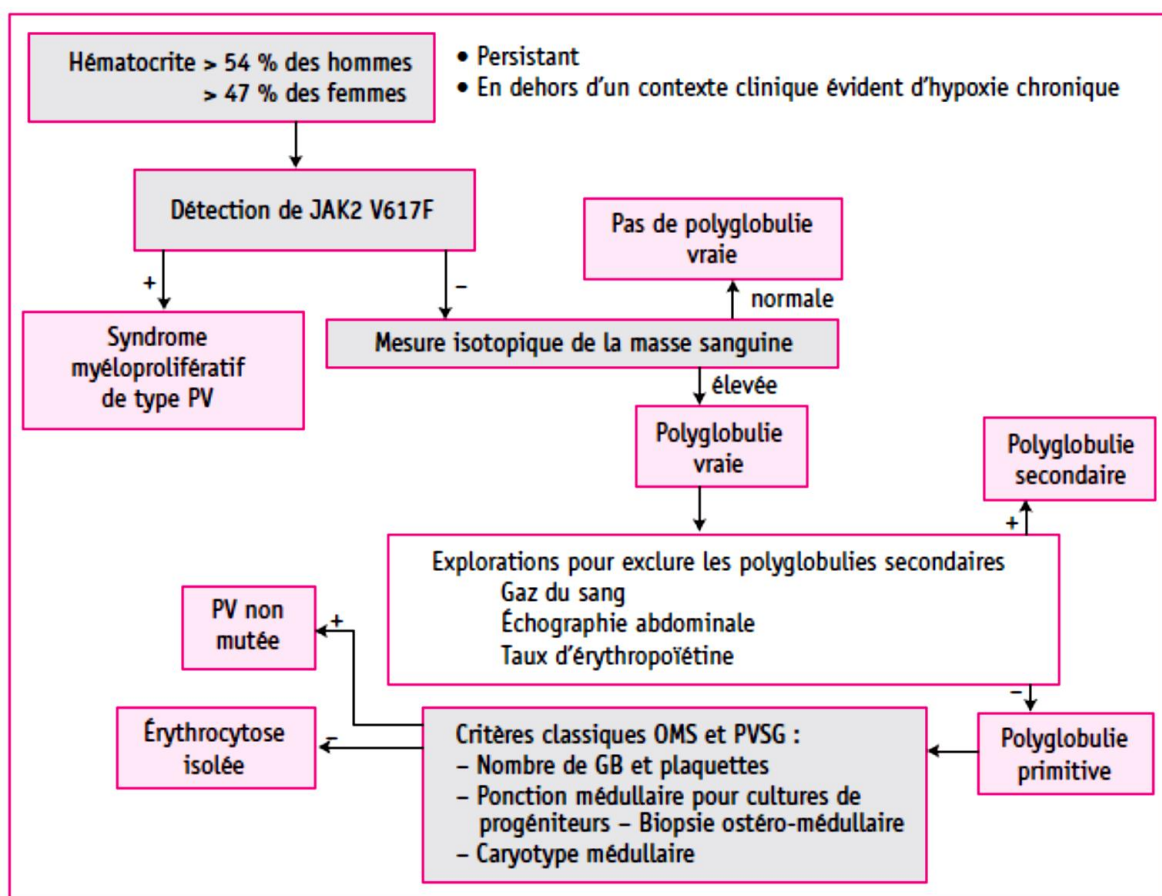 Hématocrite > 54 % des hommes
> 47 % des femmes
• Persistant
• En dehors d'un contexte clinique évident d'hypoxie chronique
Détection de JAK2 V617F
+
–
Syndrome
myéloprolifératif
de type PV
Pas de polyglobulie
vraie
normale
Mesure isotopique de la masse sanguine
élevée
Polyglobulie
vraie
Polyglobulie
secondaire
+
Explorations pour exclure les polyglobulies secondaires
Gaz du sang
Échographie abdominale
Taux d'érythropoïétine
–
Polyglobulie
primitive
Critères classiques OMS et PVSG :
– Nombre de GB et plaquettes
– Ponction médullaire pour cultures de
progéniteurs – Biopsie ostéro-médullaire
– Caryotype médullaire
+
PV non
mutée
–
Érythrocytose
isolée